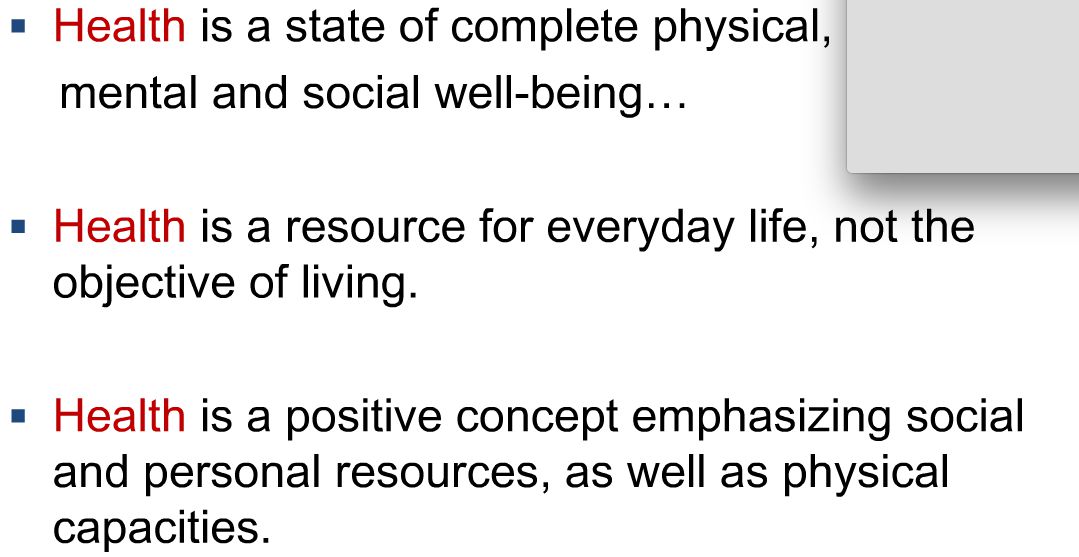 ▪ Health is a state of complete physical,
mental and social well-being…
▪ Health is a resource for everyday life, not the
objective of living.
▪ Health is a positive concept emphasizing social
and personal resources, as well as physical
capacities.